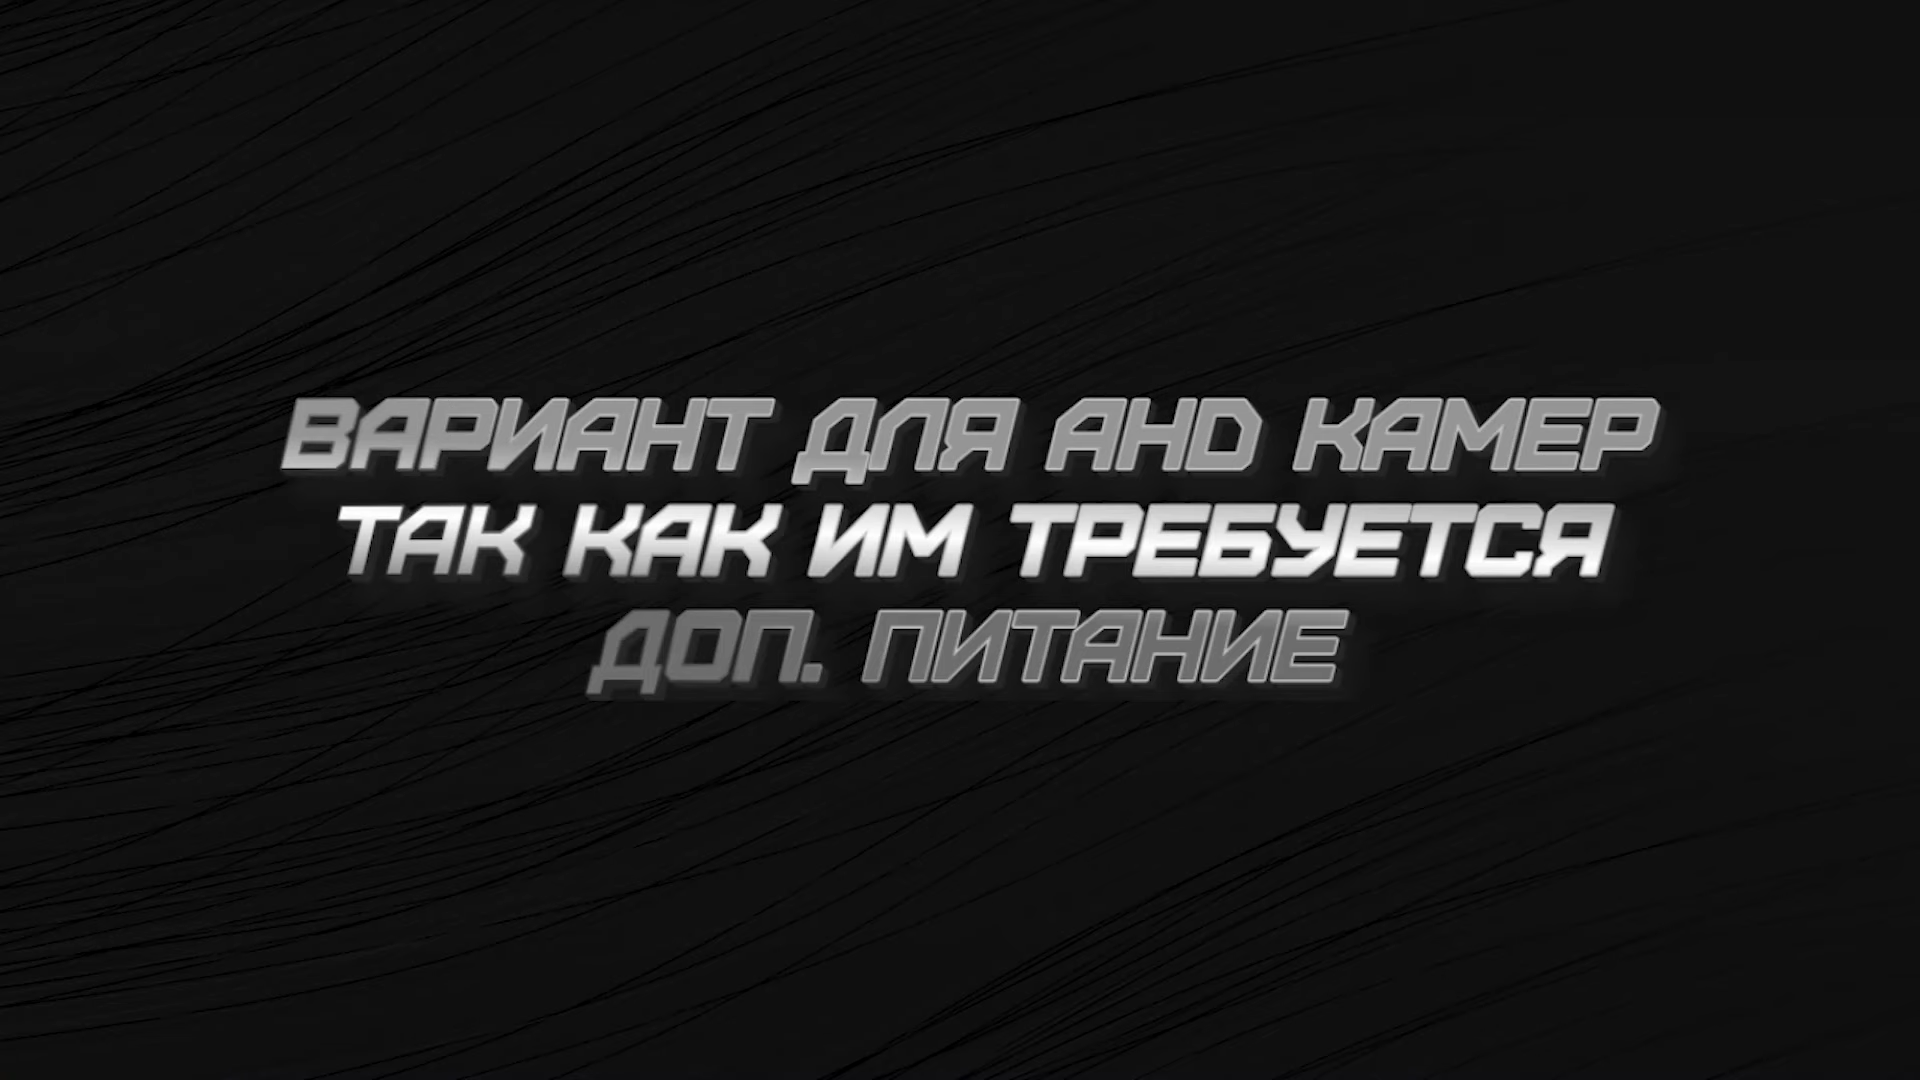 ВАРИАНТ ДЛЯ AHD КАМЕР
ТАК КАК ИМ ТРЕБУЕТСЯ
ДОП. ПИТАНИЕ